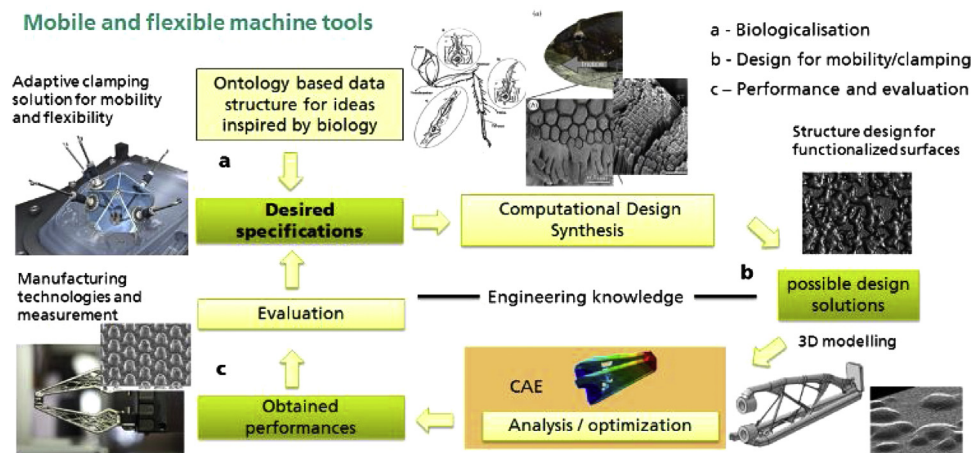 Mobile and flexible machine tools
a - Biologicalisation
b - Design for mobility/clamping
c – Performance and evaluation
Adaptive clamping
solution for mobility
and flexibility
Ontology based data
structure for ideas
inspired by biology
(a)
Structure design for
functionalized surfaces
a
Desired
specifications
Computational Design
Synthesis
Manufacturing
technologies and
measurement
b
possible design
solutions
Engineering knowledge
Evaluation
3D modelling
c
CAE
Obtained
performances
Analysis / optimization